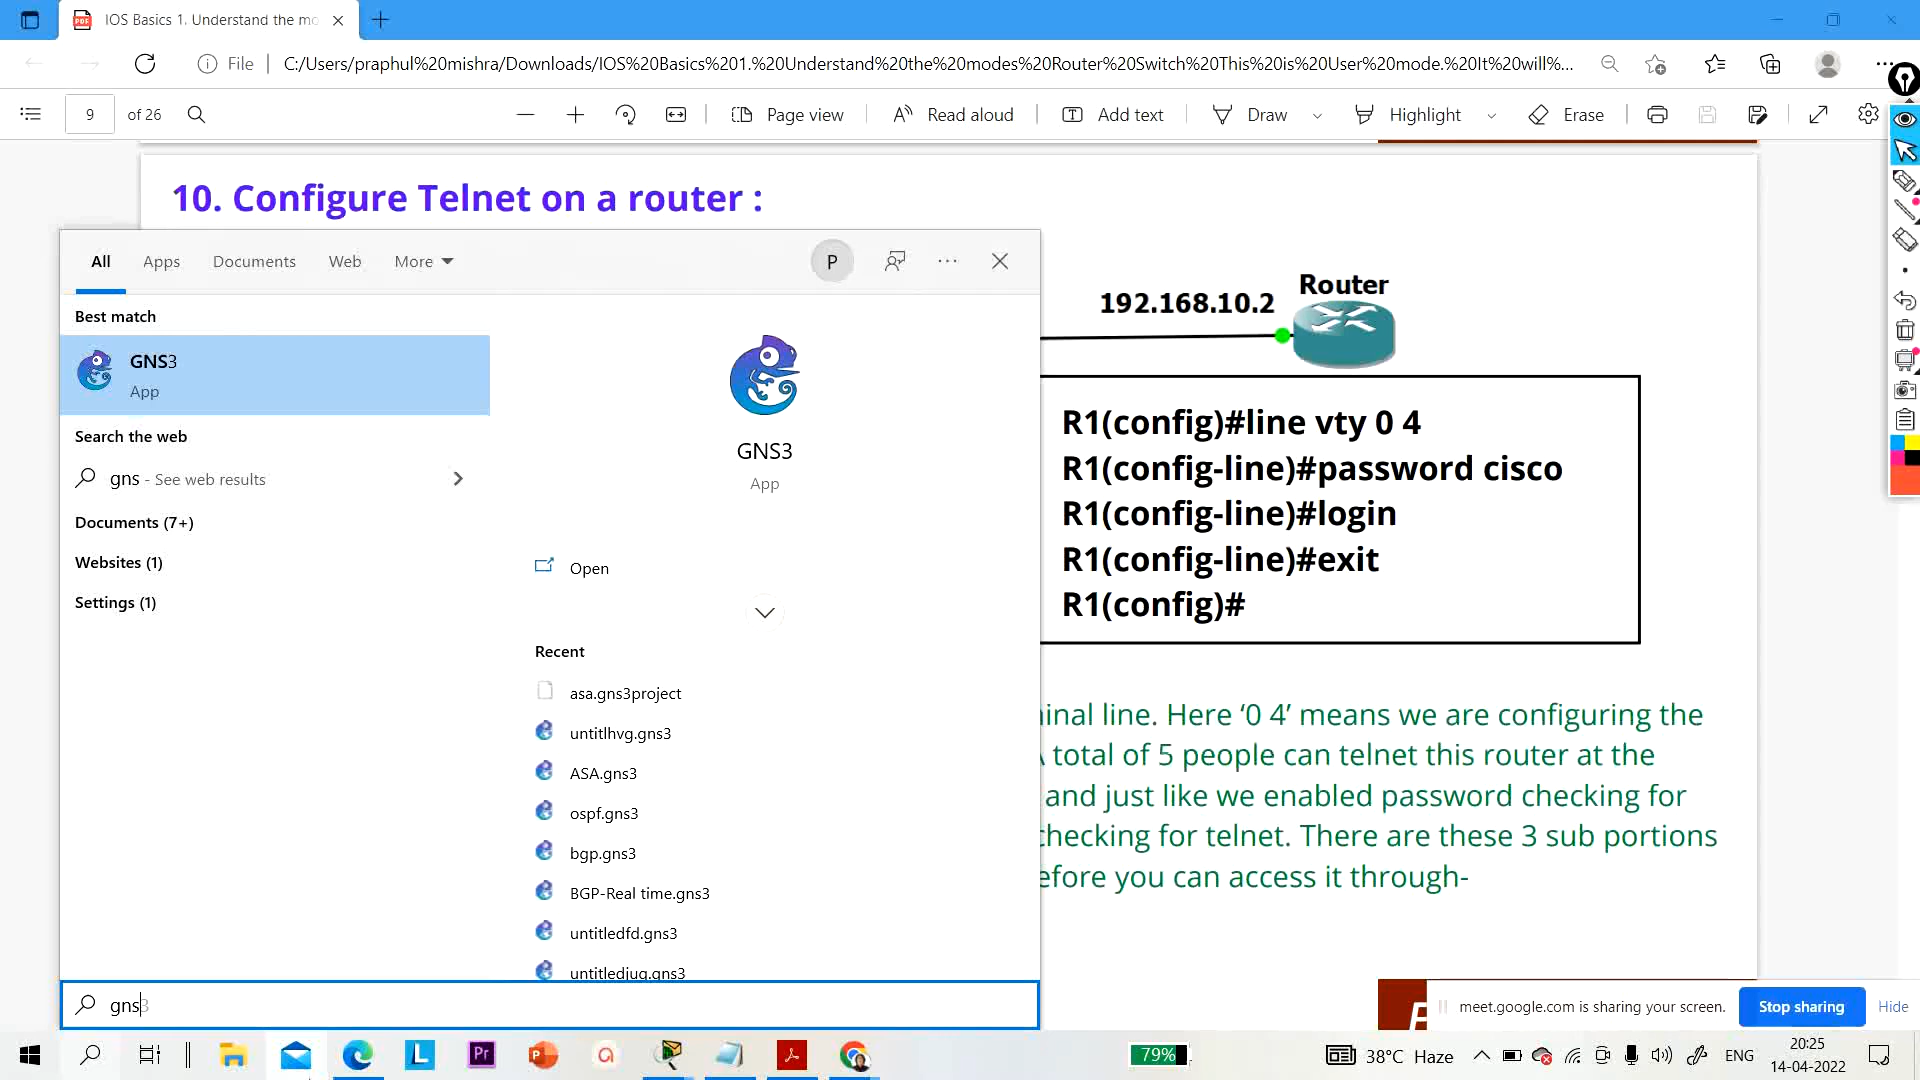 IOS Basics 1. Understand the mo
File
C:/Users/praphul%20mishra/Downloads/IOS%20Basics%201.%20Understand%20the%20modes%20Router%20Switch%20This%20is%20User%20mode.%20It%20will%...
9 of 26
Page view
Read aloud
Add text
Draw
Highlight
Erase
10. Configure Telnet on a router :
All Apps Documents Web More
P
Best match
GNS3
App
Search the web
gns - See web results
Documents (7+)
Websites (1)
Settings (1)
GNS3
App
Open
Recent
asa.gns3project
untitlhvg.gns3
ASA.gns3
ospf.gns3
bgp.gns3
BGP-Real time.gns3
untitledfd.gns3
untitledjug.gns3
gns3
Router
192.168.10.2
R1(config)#line vty 0 4
R1(config-line)#password cisco
R1(config-line)#login
R1(config-line)#exit
R1(config)#
inal line. Here ‘0 4’ means we are configuring the
total of 5 people can telnet this router at the
and just like we enabled password checking for
checking for telnet. There are these 3 sub portions
efore you can access it through-
meet.google.com is sharing your screen.
Stop sharing
Hide
L
Pr
79%
38°C Haze
ENG
20:25
14-04-2022